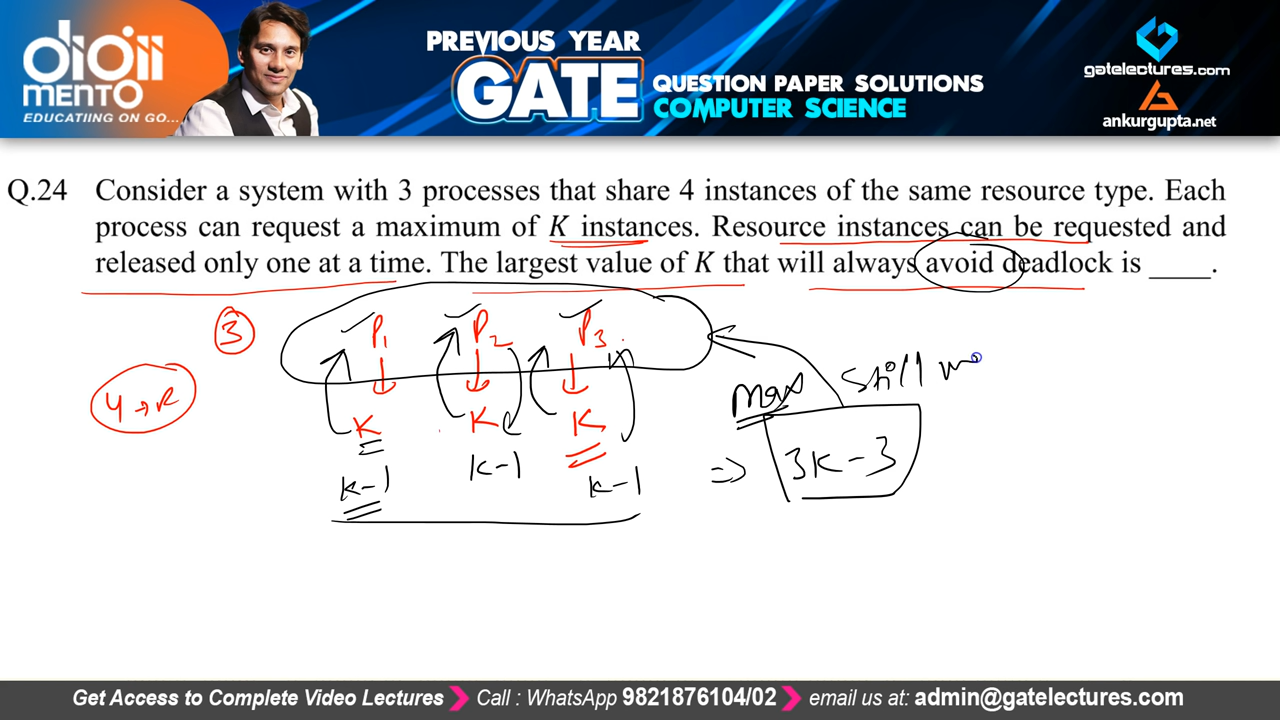 digii
MENTO
EDUCATIING ON GO...
PREVIOUS YEAR
GATE
QUESTION PAPER SOLUTIONS
COMPUTER SCIENCE
gatelectures.com
ankurgupta.net
Q.24 Consider a system with 3 processes that share 4 instances of the same resource type. Each
process can request a maximum of K instances. Resource instances can be requested and
released only one at a time. The largest value of K that will always avoid deadlock is ____.
3
P1 P2 P3
4 → R
K K K
k-1 k-1 k-1
Max Still
⇒ 3K-3
Get Access to Complete Video Lectures Call : WhatsApp 9821876104/02 email us at: admin@gatelectures.com